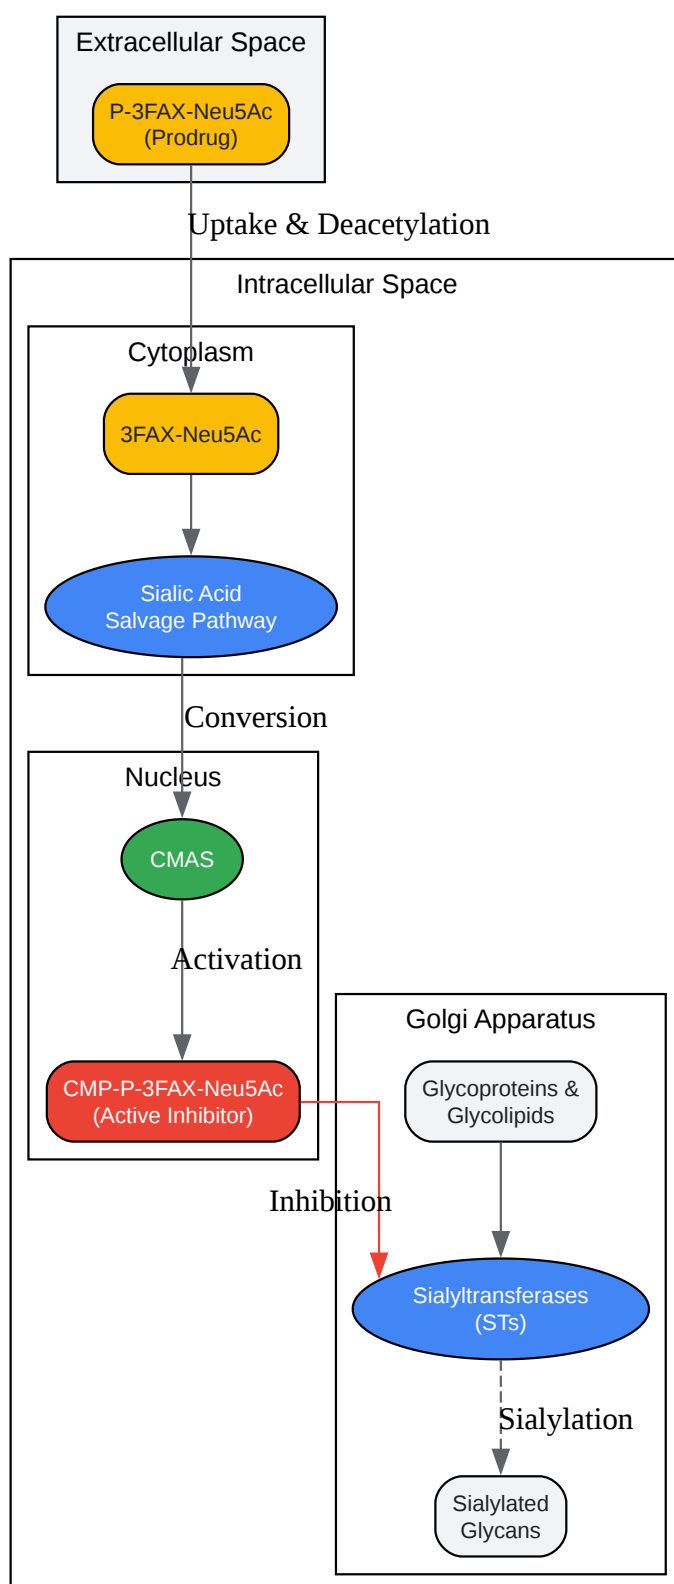 Extracellular Space
P-3FAX-Neu5Ac
(Prodrug)
Uptake & Deacetylation
Intracellular Space
Cytoplasm
3FAX-Neu5Ac
Sialic Acid
Salvage Pathway
Conversion
Nucleus
CMAS
Activation
CMP-P-3FAX-Neu5Ac
(Active Inhibitor)
Golgi Apparatus
Glycoproteins &
Glycolipids
Inhibition
Sialyltransferases
(STs)
Sialylation
Sialylated
Glycans